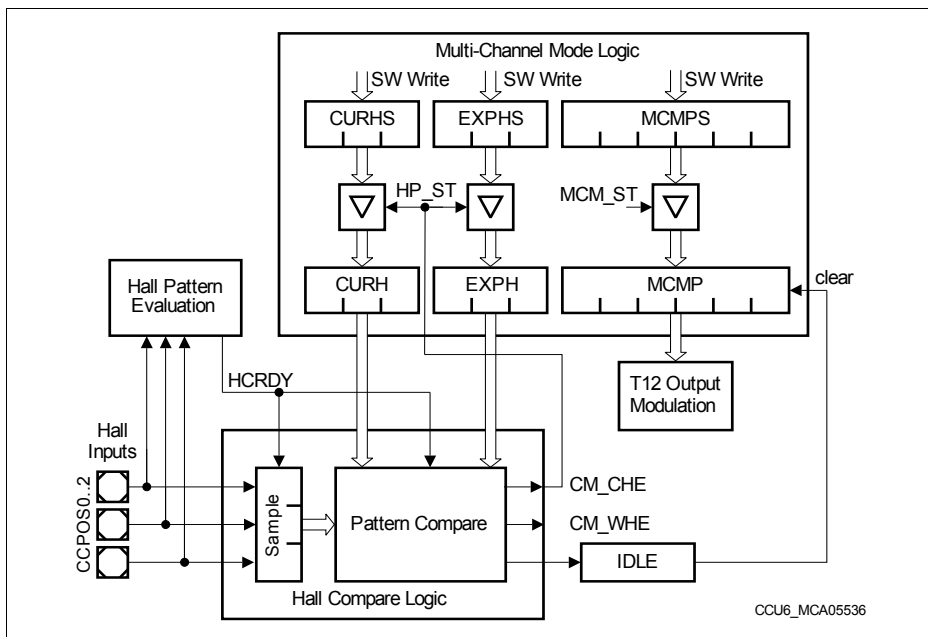 Multi-Channel Mode Logic
SW Write
SW Write
SW Write
CURHS
EXPHS
MCMPS
HP_ST
MCM_ST
CURH
EXPH
MCMP
clear
Hall Pattern
Evaluation
HCRDY
T12 Output
Modulation
Hall
Inputs
CCPOS0..2
Sample
Pattern Compare
CM_CHE
CM_WHE
IDLE
Hall Compare Logic
CCU6_MCA05536